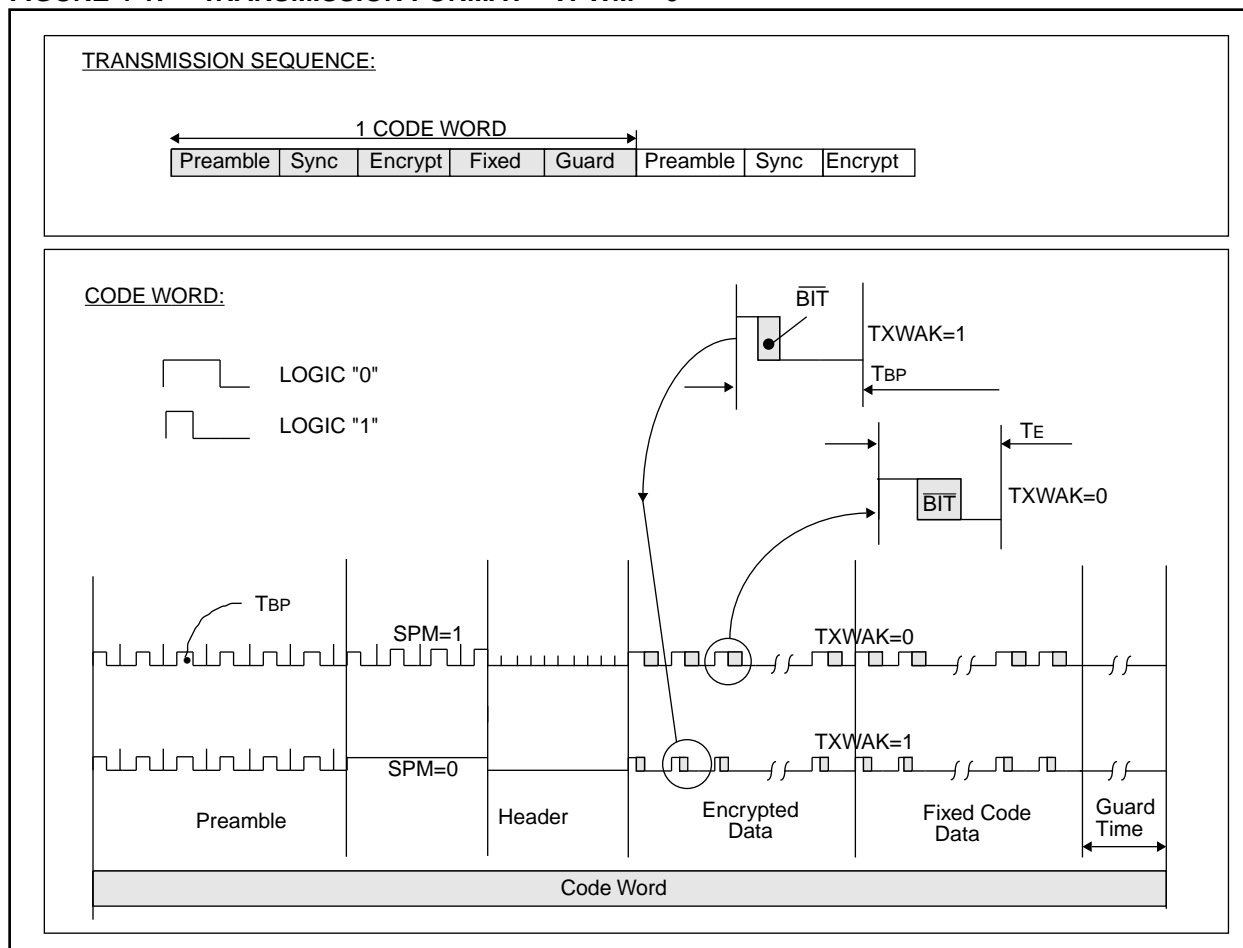 TRANSMISSION SEQUENCE:
1 CODE WORD
Preamble Sync Encrypt Fixed Guard Preamble Sync Encrypt
CODE WORD:
LOGIC "0"
LOGIC "1"
BIT
TXWAK=1
TBP
TE
BIT
TXWAK=0
TBP
SPM=1
TXWAK=0
SPM=0
TXWAK=1
Preamble
Header
Encrypted
Data
Fixed Code
Data
Guard
Time
Code Word